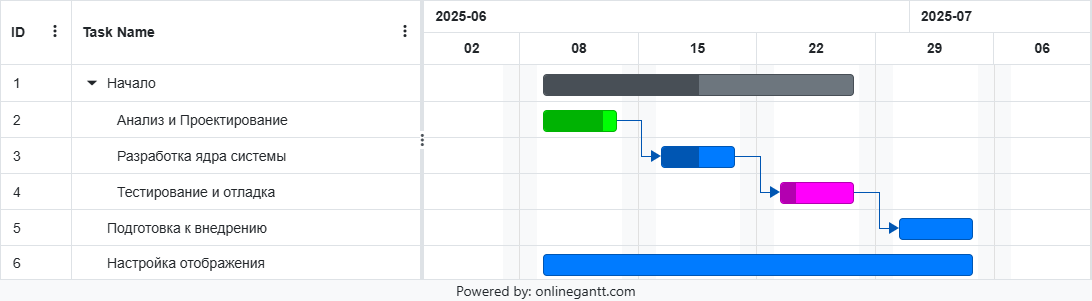 ID Task Name 2025-06 2025-07
02 08 15 22 29 06
1 Начало
2 Анализ и Проектирование
3 Разработка ядра системы
4 Тестирование и отладка
5 Подготовка к внедрению
6 Настройка отображения
Powered by: onlinegantt.com